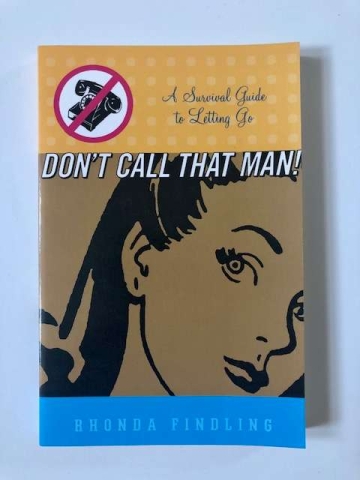 A Survival Guide
to Letting Go
DON'T CALL THAT MAN!
RHONDA FINDLING